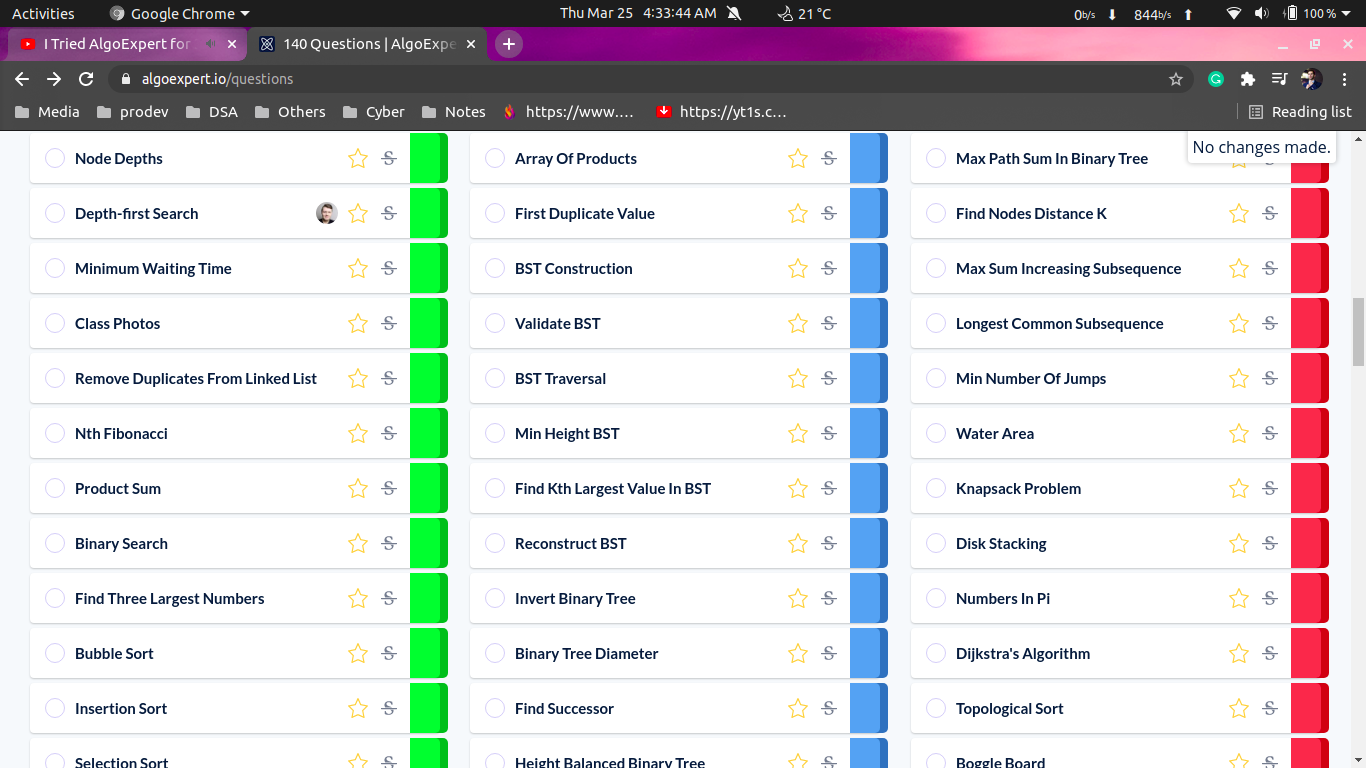 Activities Google Chrome Thu Mar 25 4:33:44 AM 21 °C 0b/s 844b/s 100 %
I Tried AlgoExpert for 140 Questions | AlgoExpe
algoexpert.io/questions
Media prodev DSA Others Cyber Notes https://www.... https://yt1s.c... Reading list
No changes made.
Node Depths
Depth-first Search
Minimum Waiting Time
Class Photos
Remove Duplicates From Linked List
Nth Fibonacci
Product Sum
Binary Search
Find Three Largest Numbers
Bubble Sort
Insertion Sort
Selection Sort
Array Of Products
First Duplicate Value
BST Construction
Validate BST
BST Traversal
Min Height BST
Find Kth Largest Value In BST
Reconstruct BST
Invert Binary Tree
Binary Tree Diameter
Find Successor
Height Balanced Binary Tree
Max Path Sum In Binary Tree
Find Nodes Distance K
Max Sum Increasing Subsequence
Longest Common Subsequence
Min Number Of Jumps
Water Area
Knapsack Problem
Disk Stacking
Numbers In Pi
Dijkstra's Algorithm
Topological Sort
Boggle Board